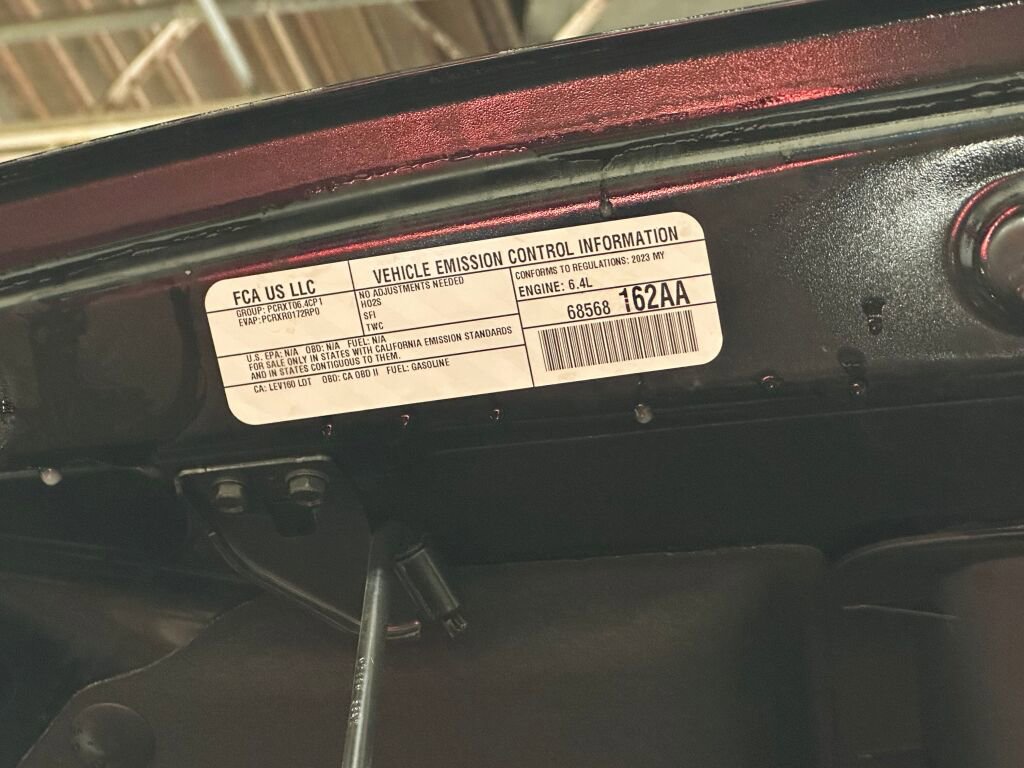 FCA US LLC
GROUP: PCRXT06.4CP1
EVAP: PCRXR0172RP0
VEHICLE EMISSION CONTROL INFORMATION
NO ADJUSTMENTS NEEDED
HO2S
SFI
TWC
CONFORMS TO REGULATIONS: 2023 MY
ENGINE: 6.4L
68568 162AA
U.S. EPA: N/A OBD: N/A FUEL: N/A
FOR SALE ONLY IN STATES WITH CALIFORNIA EMISSION STANDARDS
AND IN STATES CONTIGUOUS TO THEM.
CA: LEV160 LDT OBD: CA OBD II FUEL: GASOLINE